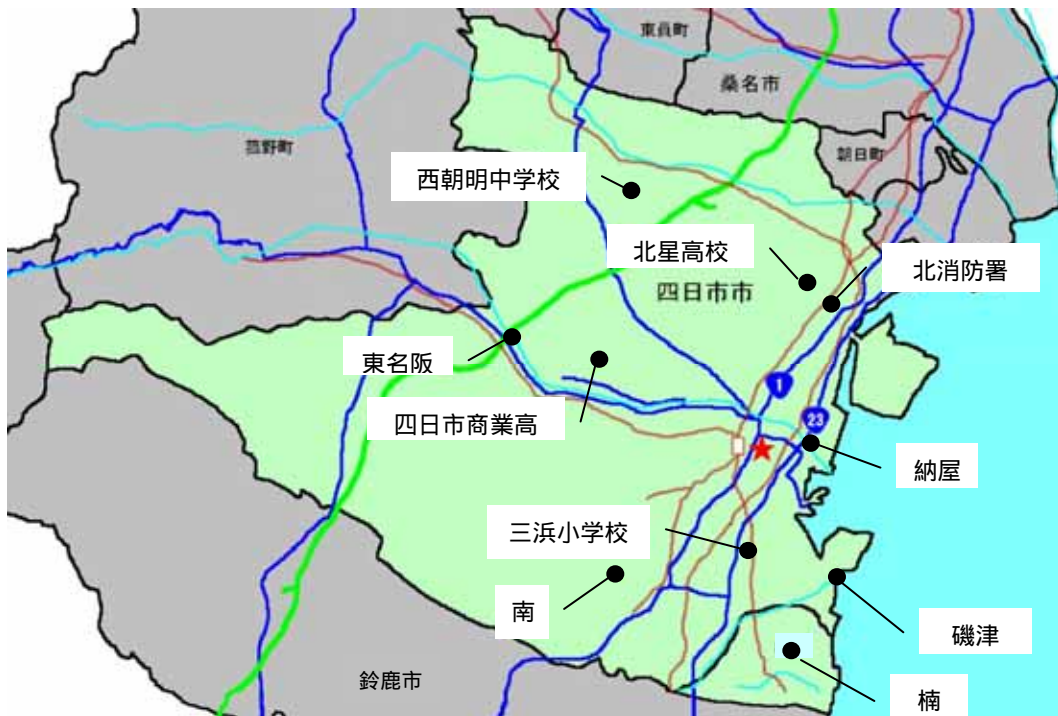 東員町
桑名市
朝日町
菰野町
西朝明中学校
北星高校
北消防署
四日市市
東名阪
四日市商業高
1
23
納屋
三浜小学校
南
磯津
鈴鹿市
楠